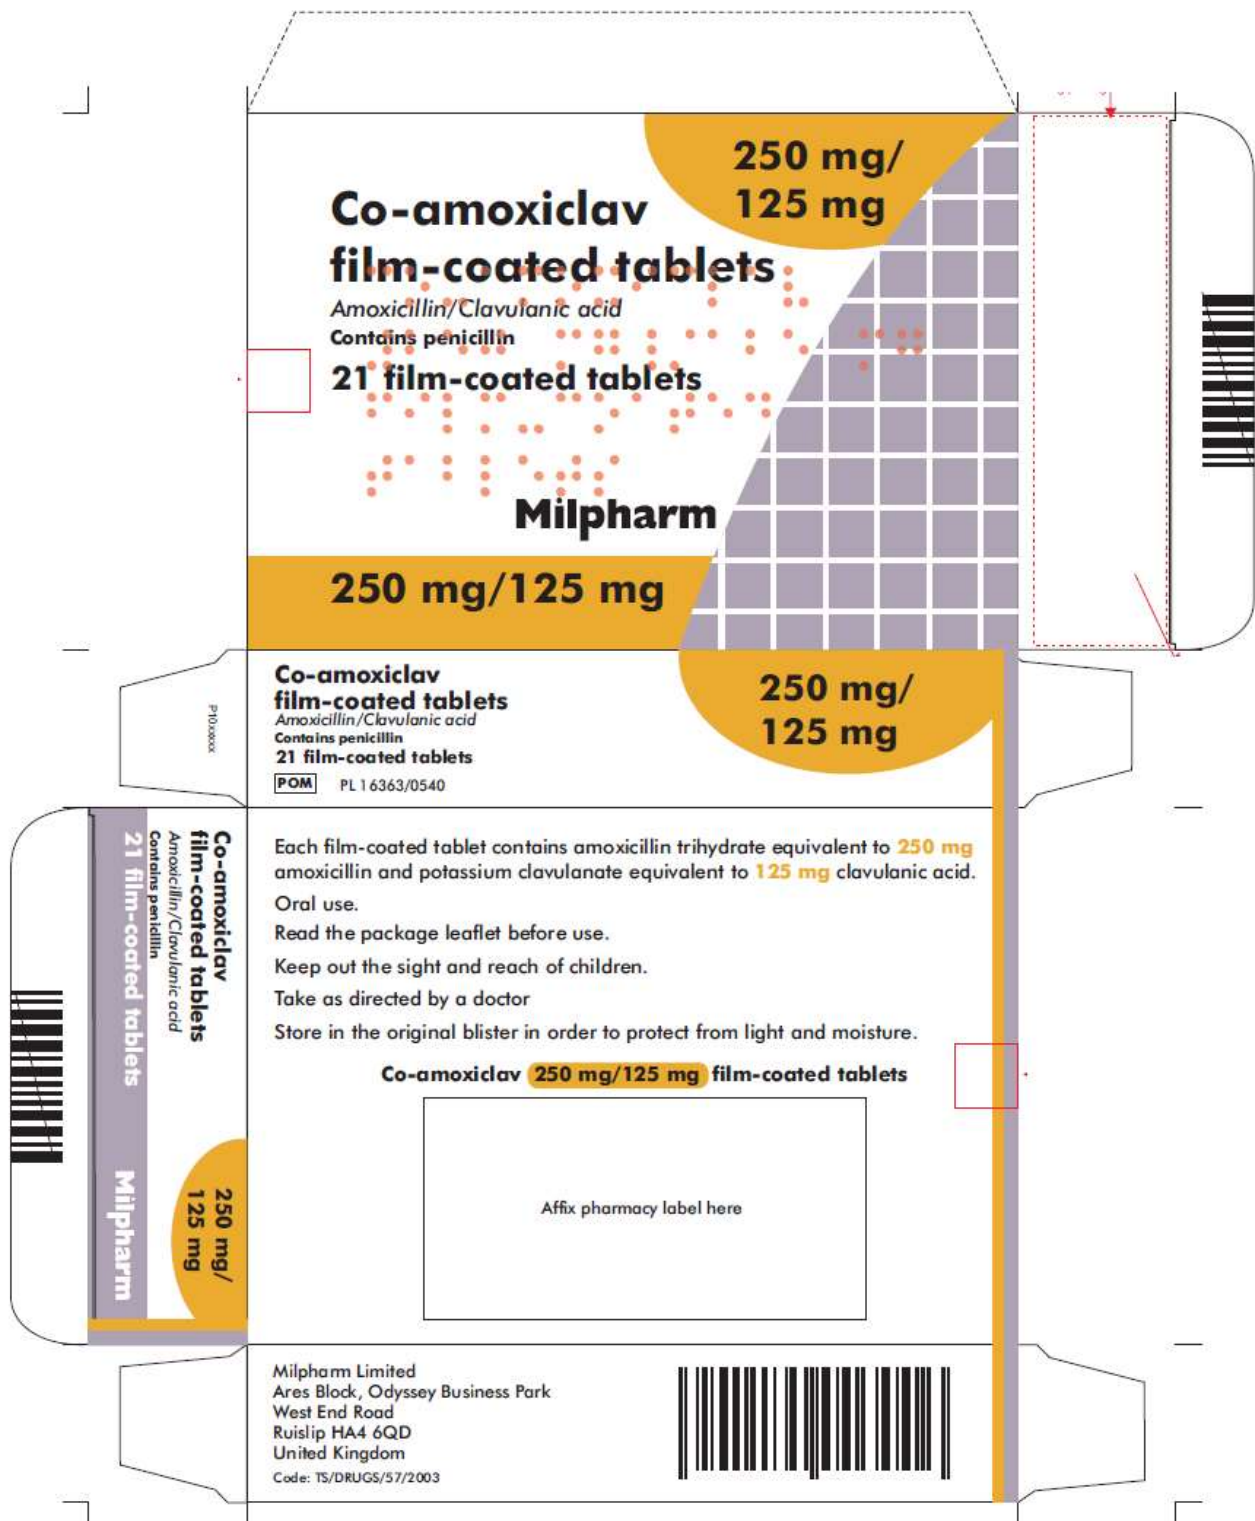 250 mg/
125 mg
Co-amoxiclav
film-coated tablets
Amoxicillin/Clavulanic acid
Contains penicillin
21 film-coated tablets
Milpharm
250 mg/125 mg
Co-amoxiclav
film-coated tablets
Amoxicillin/Clavulanic acid
Contains penicillin
21 film-coated tablets
POM PL 16363/0540
250 mg/
125 mg
P10xxxxx
Co-amoxiclav
film-coated tablets
Amoxicillin/Clavulanic acid
Contains penicillin
21 film-coated tablets
250 mg/
125 mg
Milpharm
Each film-coated tablet contains amoxicillin trihydrate equivalent to 250 mg
amoxicillin and potassium clavulanate equivalent to 125 mg clavulanic acid.
Oral use.
Read the package leaflet before use.
Keep out the sight and reach of children.
Take as directed by a doctor
Store in the original blister in order to protect from light and moisture.
Co-amoxiclav 250 mg/125 mg film-coated tablets
Affix pharmacy label here
Milpharm Limited
Ares Block, Odyssey Business Park
West End Road
Ruislip HA4 6QD
United Kingdom
Code: TS/DRUGS/57/2003